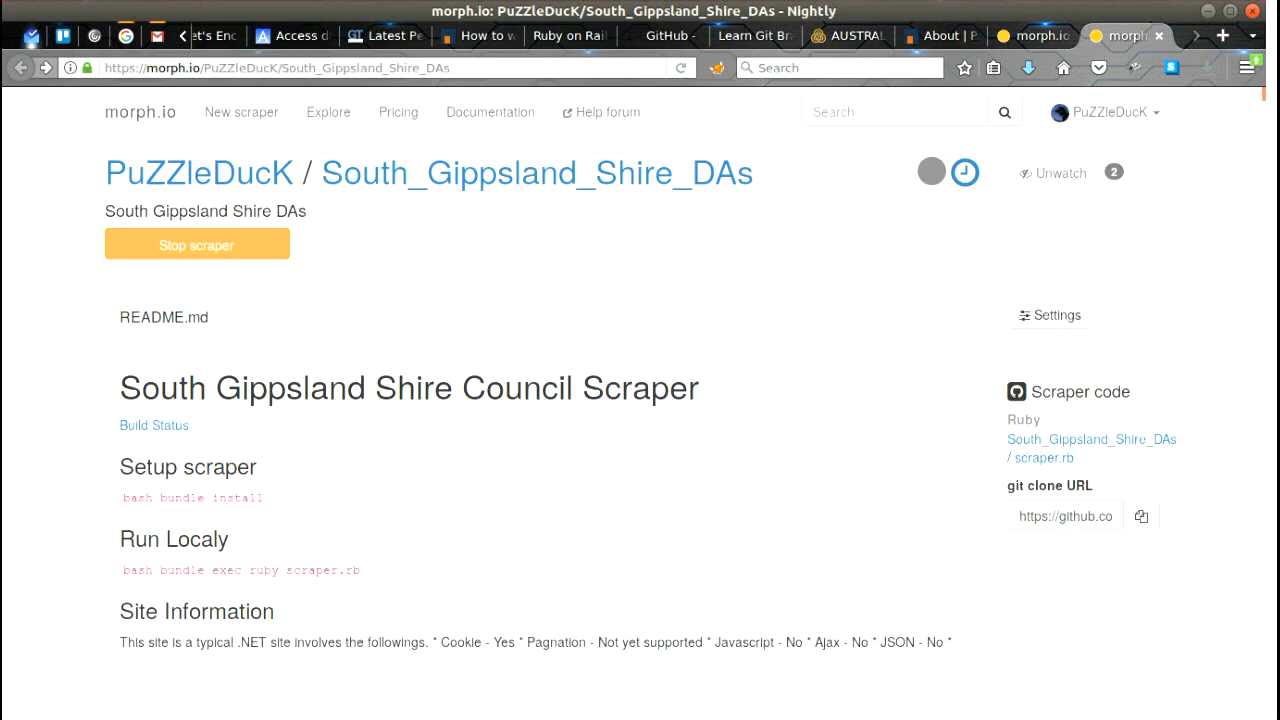 morph.io: PuZZleDucK/South_Gippsland_Shire_DAs - Nightly
et's Enc Access d Latest Pe How to w Ruby on Rail GitHub - Learn Git Bra AUSTRAL About | P morph.io morph
https://morph.io/PuZZleDucK/South_Gippsland_Shire_DAs Search
morph.io New scraper Explore Pricing Documentation Help forum Search PuZZleDucK
PuZZleDucK / South_Gippsland_Shire_DAs Unwatch 2
South Gippsland Shire DAs
Stop scraper
README.md Settings
South Gippsland Shire Council Scraper
Build Status
Setup scraper
bash bundle install
Run Localy
bash bundle exec ruby scraper.rb
Site Information
This site is a typical .NET site involves the followings. * Cookie - Yes * Pagnation - Not yet supported * Javascript - No * Ajax - No * JSON - No *
Scraper code
Ruby
South_Gippsland_Shire_DAs
/ scraper.rb
git clone URL
https://github.co